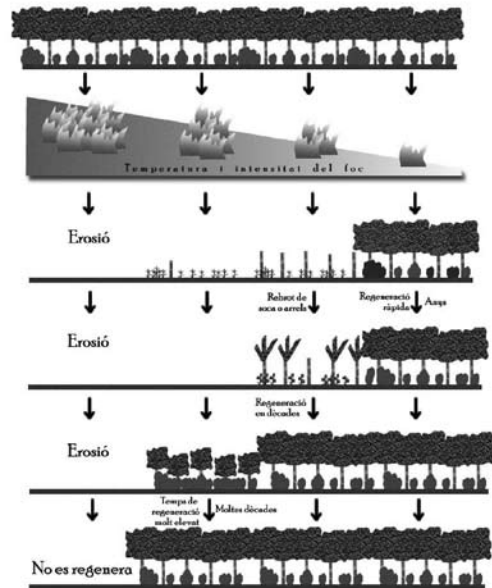 Temperatura i intensitat del foc
Erosió
Rebrot de
soca o arrels
Regeneració
ràpida
Anys
Erosió
Regeneració
en dècades
Erosió
Temps de
regeneració
molt elevat
Moltes dècades
No es regenera